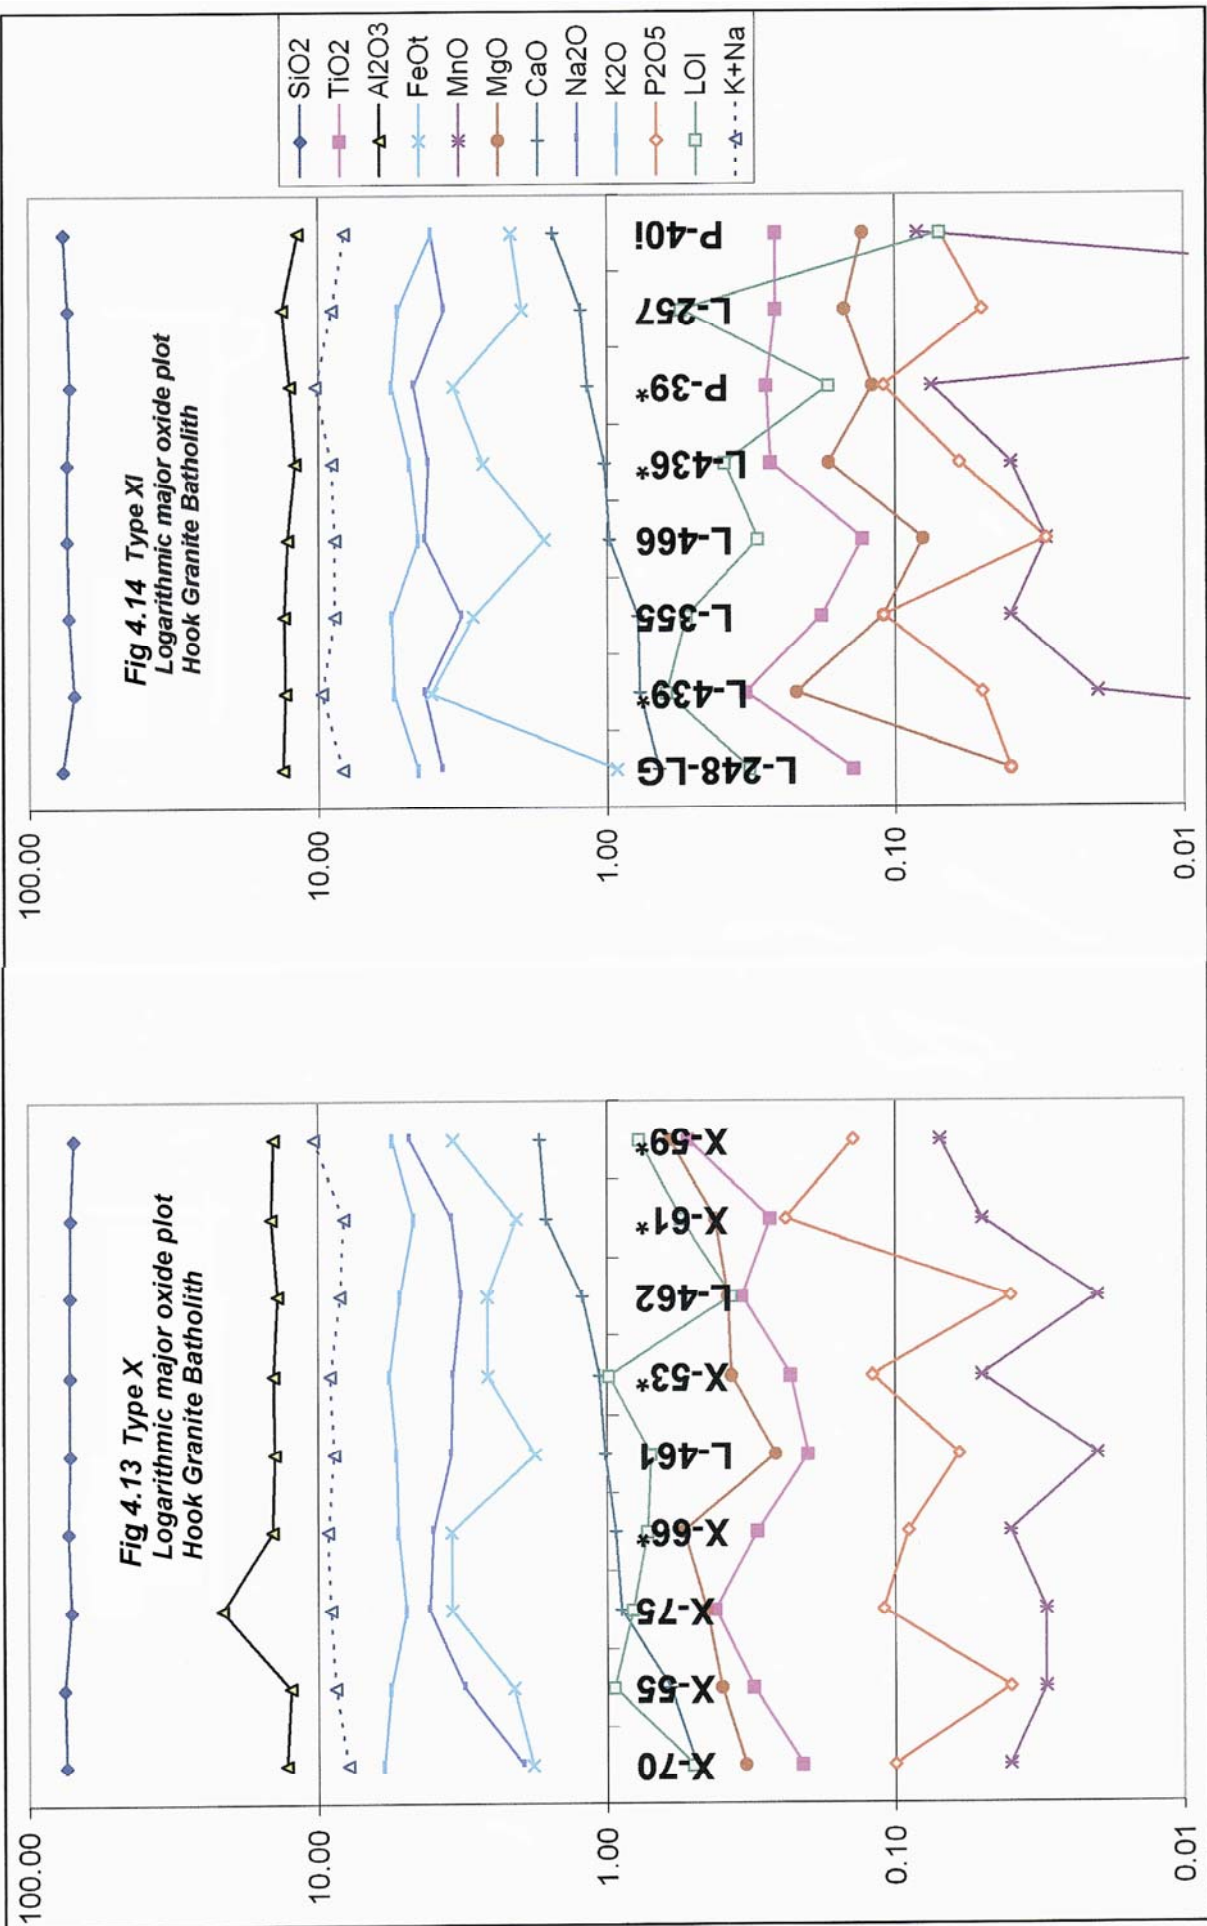 Fig 4.13 Type X
Logarithmic major oxide plot
Hook Granite Batholith
100.00
10.00
1.00
0.10
0.01
X-70
X-55
X-75
X-66*
L-461
X-53*
L-462
X-61*
X-59*
Fig 4.14 Type XI
Logarithmic major oxide plot
Hook Granite Batholith
100.00
10.00
1.00
0.10
0.01
L-248-LG
L-439*
L-355
L-466
L-436*
P-39*
L-257
P-40i
SiO2
TiO2
Al2O3
FeOt
MnO
MgO
CaO
Na2O
K2O
P2O5
LOI
K+Na